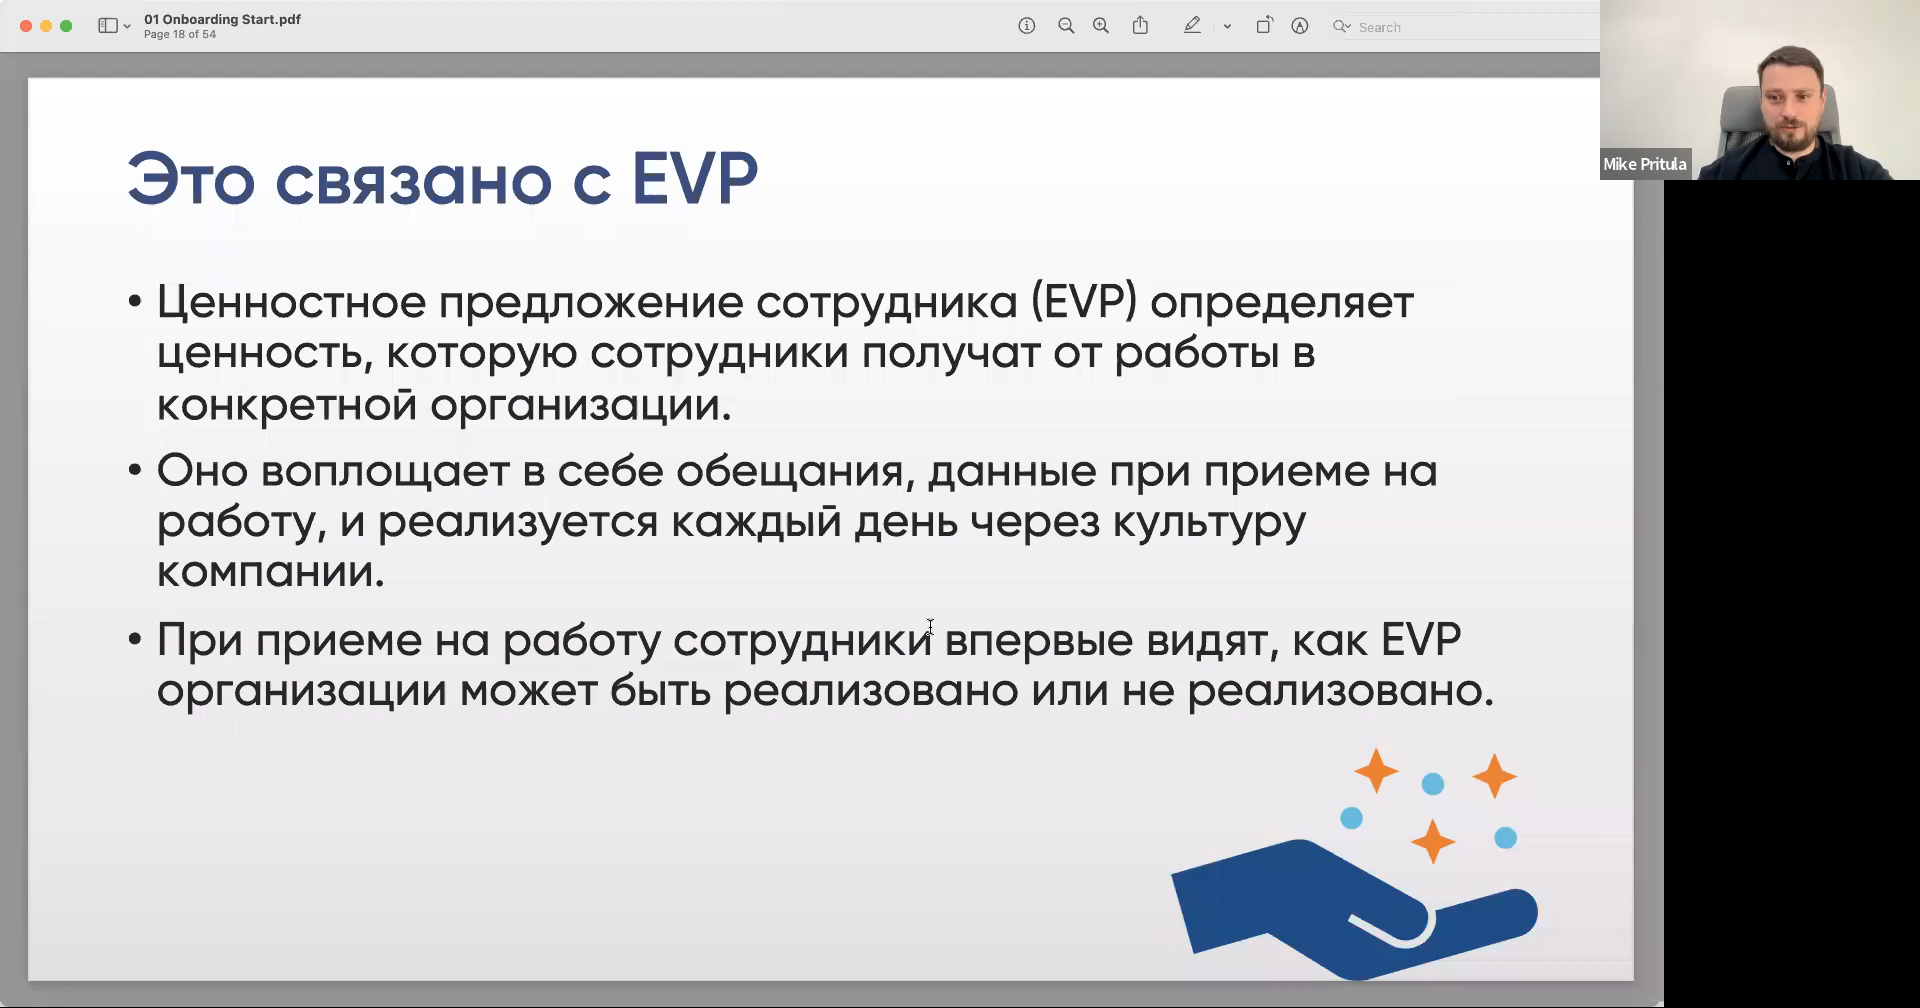 01 Onboarding Start.pdf
Page 18 of 54
Search
Mike Pritula
Это связано с EVP
• Ценностное предложение сотрудника (EVP) определяет
ценность, которую сотрудники получат от работы в
конкретной организации.
• Оно воплощает в себе обещания, данные при приеме на
работу, и реализуется каждый день через культуру
компании.
• При приеме на работу сотрудники впервые видят, как EVP
организации может быть реализовано или не реализовано.